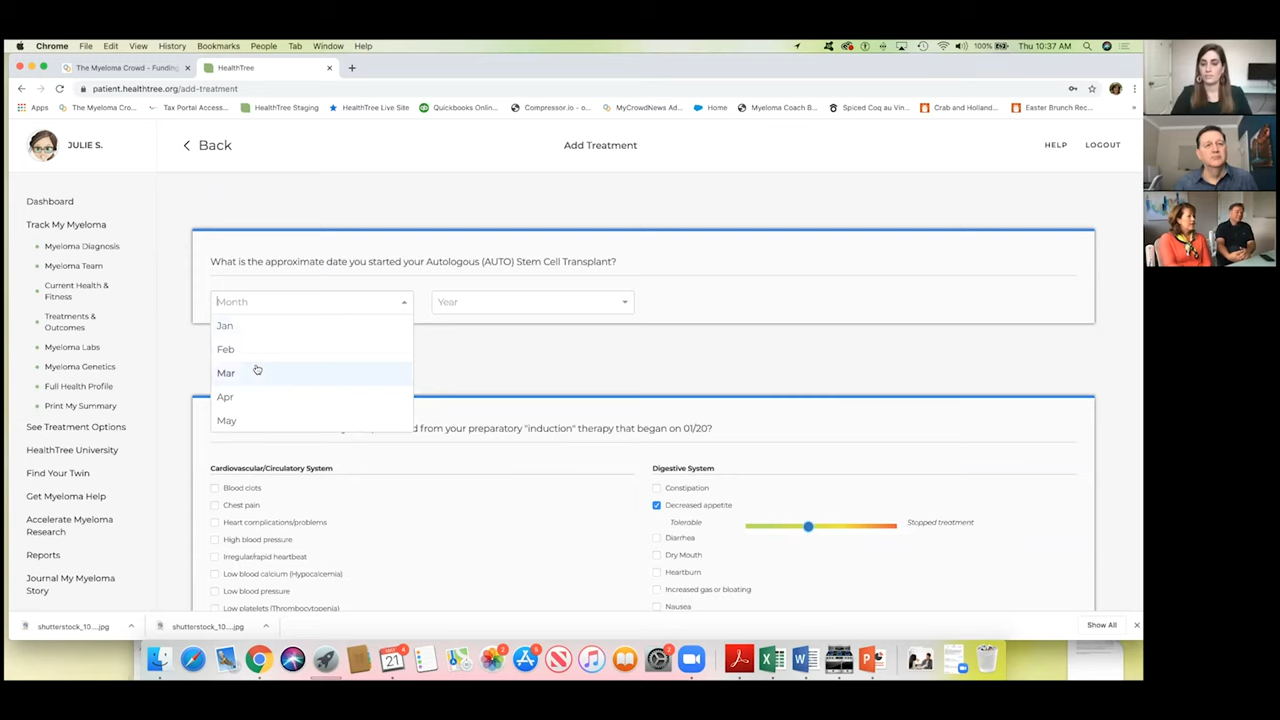 Chrome File Edit View History Bookmarks People Tab Window Help 100% Thu 10:37 AM
The Myeloma Crowd - Funding HealthTree
patient.healthtree.org/add-treatment
Apps The Myeloma Cro... Tax Portal Access... HealthTree Staging HealthTree Live Site Quickbooks Onlin... Compressor.io - o... MyCrowdNews Ad... Home Myeloma Coach B... Spiced Coq au Vin... Crab and Holland... Easter Brunch Rec...
JULIE S.
Back
Add Treatment
HELP
LOGOUT
Dashboard
Track My Myeloma
Myeloma Diagnosis
Myeloma Team
Current Health &
Fitness
Treatments &
Outcomes
Myeloma Labs
Myeloma Genetics
Full Health Profile
Print My Summary
See Treatment Options
HealthTree University
Find Your Twin
Get Myeloma Help
Accelerate Myeloma
Research
Reports
Journal My Myeloma
Story
What is the approximate date you started your Autologous (AUTO) Stem Cell Transplant?
Month
Year
Jan
Feb
Mar
Apr
May
from your preparatory "induction" therapy that began on 01/20?
Cardiovascular/Circulatory System
Blood clots
Chest pain
Heart complications/problems
High blood pressure
Irregular/rapid heartbeat
Low blood calcium (Hypocalcemia)
Low blood pressure
Low platelets (Thrombocytopenia)
Digestive System
Constipation
Decreased appetite
Tolerable
Stopped treatment
Diarrhea
Dry Mouth
Heartburn
Increased gas or bloating
Nausea
shutterstock_10....jpg
shutterstock_10....jpg
Show All
21